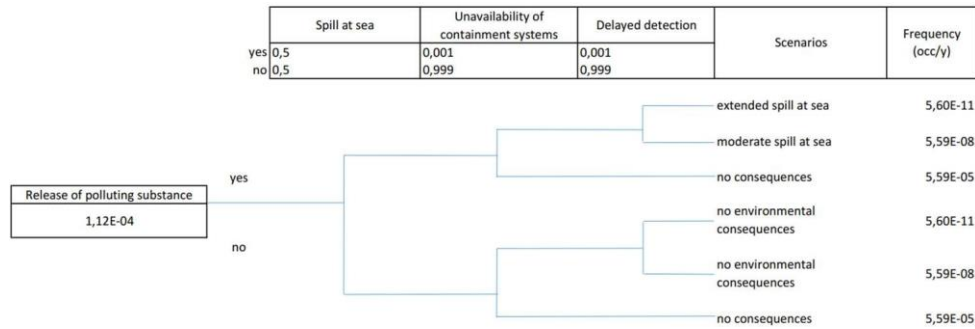 Spill at sea
Unavailability of
containment systems
Delayed detection
Scenarios
Frequency
(occ/y)
yes 0,5 0,001 0,001
no 0,5 0,999 0,999
extended spill at sea 5,60E-11
moderate spill at sea 5,59E-08
yes
no consequences 5,59E-05
Release of polluting substance
1,12E-04
no environmental
consequences 5,60E-11
no
no environmental
consequences 5,59E-08
no consequences 5,59E-05